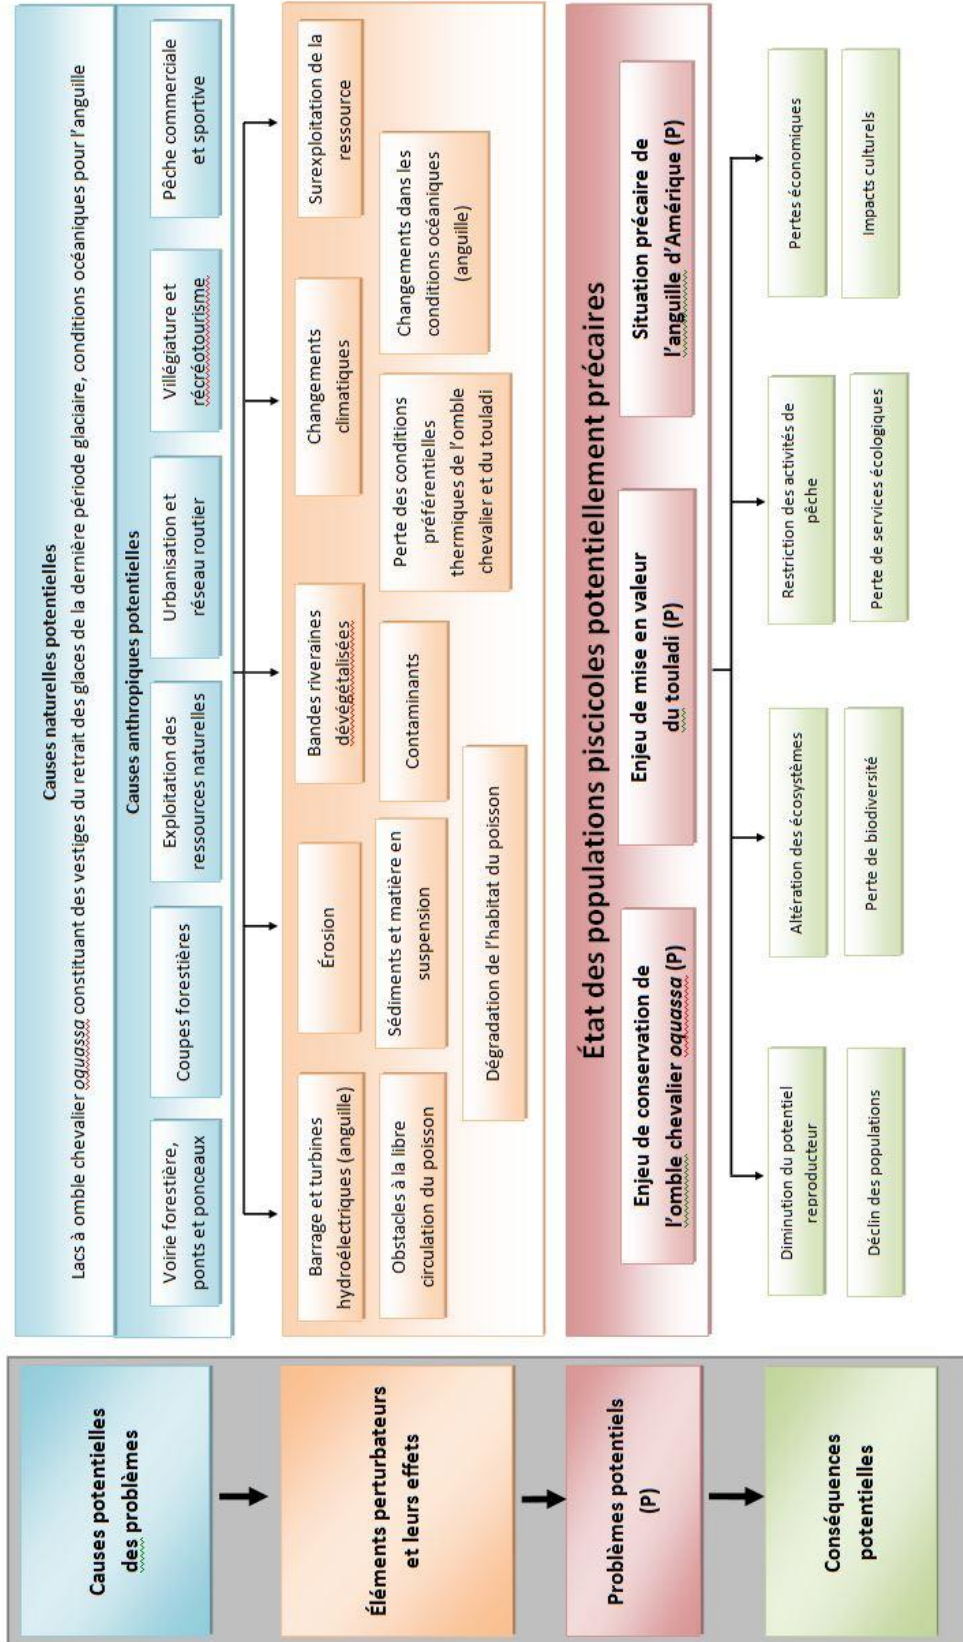 Causes potentielles
des problèmes
Éléments perturbateurs
et leurs effets
Problèmes potentiels
(P)
Conséquences
potentielles
Causes naturelles potentielles
Lacs à omble chevalier oquassa constituant des vestiges du retrait des glaces de la dernière période glaciaire, conditions océaniques pour l'anguille
Causes anthropiques potentielles
Voirie forestière,
ponts et ponceaux
Coupes forestières
Exploitation des
ressources naturelles
Urbanisation et
réseau routier
Villégiature et
récréotourisme
Pêche commerciale
et sportive
Barrage et turbines
hydroélectriques (anguille)
Érosion
Bandes riveraines
dévégétalisées
Changements
climatiques
Surexploitation de la
ressource
Obstacles à la libre
circulation du poisson
Sédiments et matière en
suspension
Contaminants
Perte des conditions
préférentielles
thermiques de l'omble
chevalier et du touladi
Changements dans les
conditions océaniques
(anguille)
Dégradation de l'habitat du poisson
État des populations piscicoles potentiellement précaires
Enjeu de conservation de
l'omble chevalier oquassa (P)
Enjeu de mise en valeur
du touladi (P)
Situation précaire de
l'anguille d'Amérique (P)
Diminution du potentiel
reproducteur
Altération des écosystèmes
Restriction des activités de
pêche
Pertes économiques
Déclin des populations
Perte de biodiversité
Perte de services écologiques
Impacts culturels